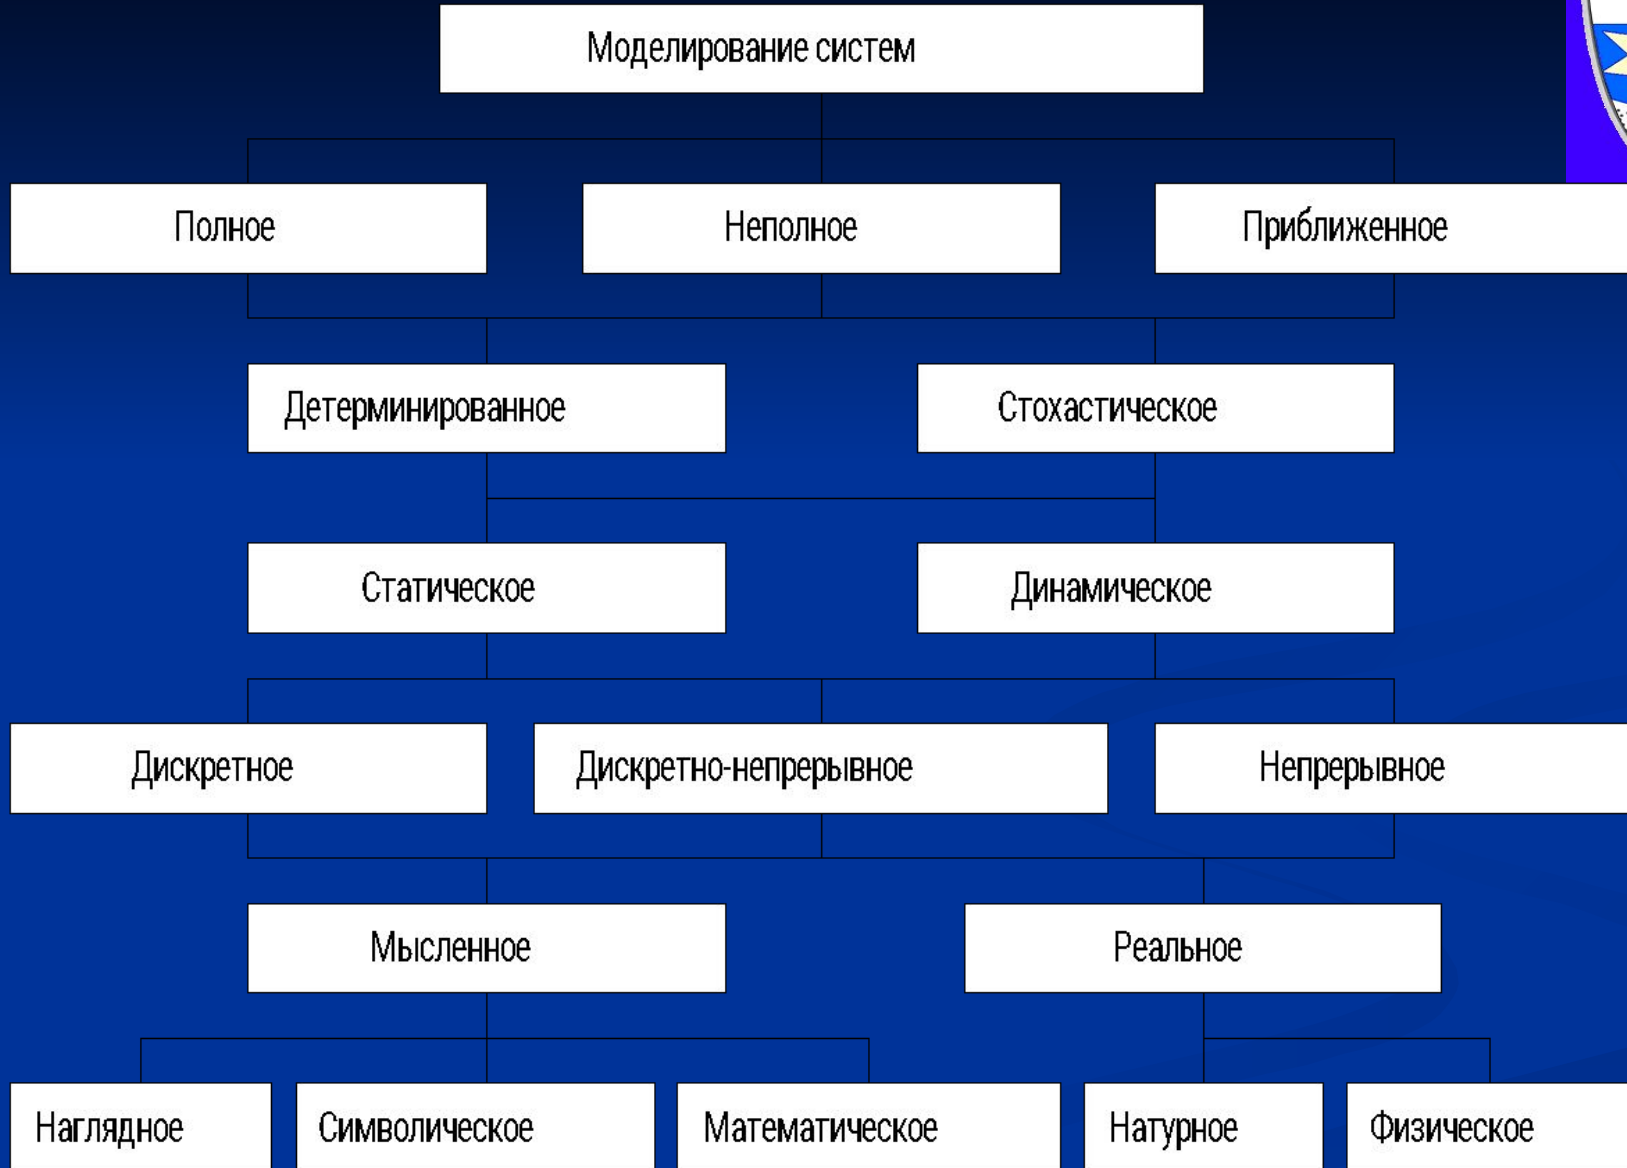 Моделирование систем
Полное
Неполное
Приближенное
Детерминированное
Стохастическое
Статическое
Динамическое
Дискретное
Дискретно-непрерывное
Непрерывное
Мысленное
Реальное
Наглядное
Символическое
Математическое
Натурное
Физическое